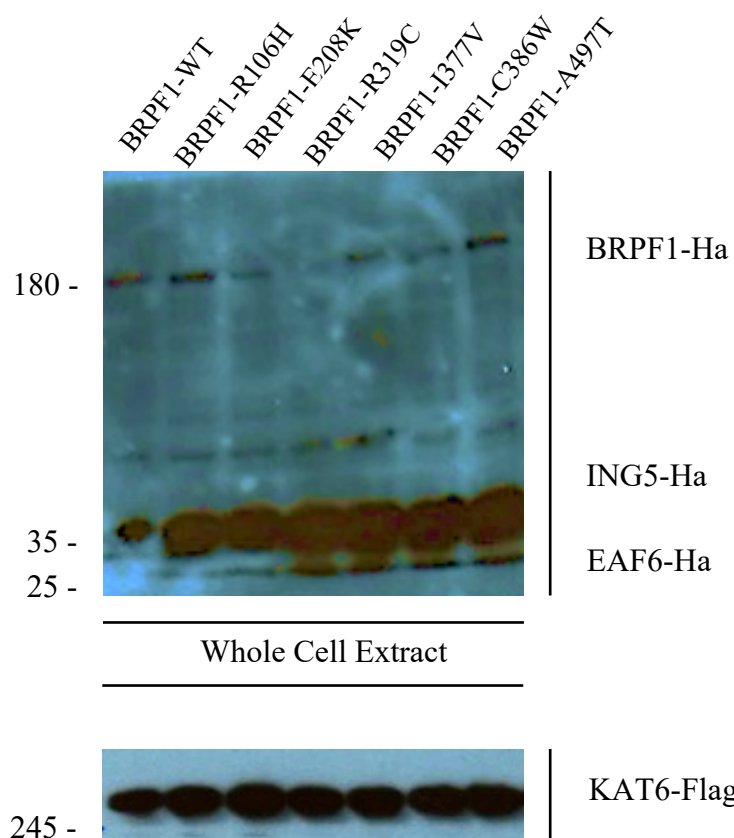 BRPF1-WT
BRPF1-R106H
BRPF1-E208K
BRPF1-R319C
BRPF1-I377V
BRPF1-C386W
BRPF1-A497T
BRPF1-Ha
180 -
ING5-Ha
35 -
EAF6-Ha
25 -
Whole Cell Extract
KAT6-Flag
245 -